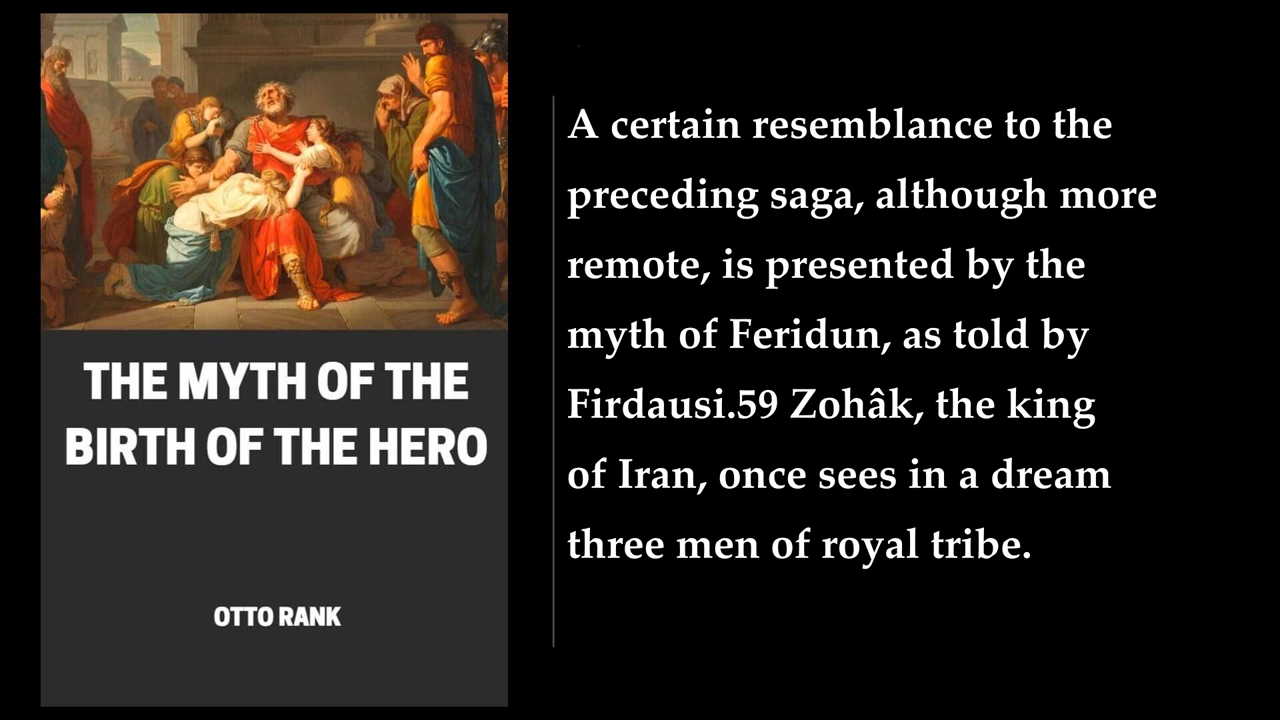 THE MYTH OF THE
BIRTH OF THE HERO
OTTO RANK
A certain resemblance to the
preceding saga, although more
remote, is presented by the
myth of Feridun, as told by
Firdausi.59 Zohâk, the king
of Iran, once sees in a dream
three men of royal tribe.